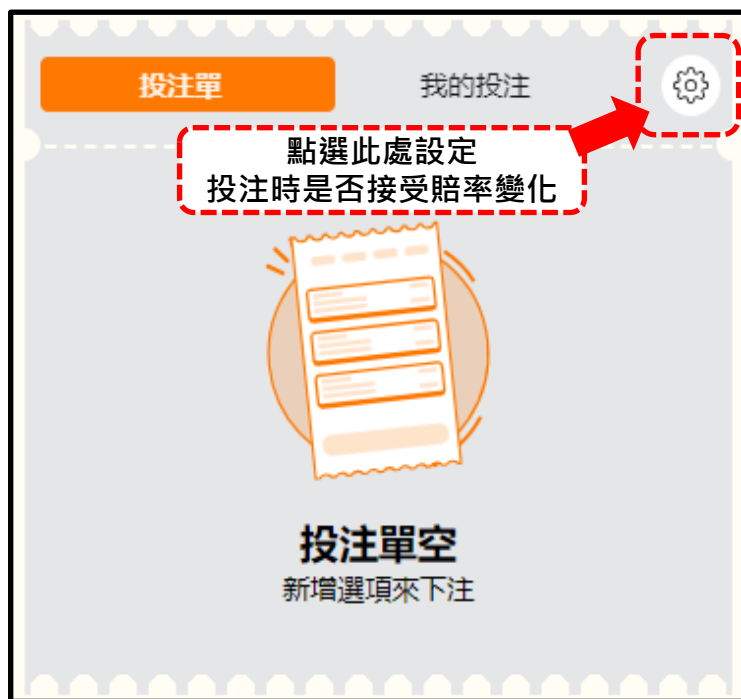 投注單
我的投注
點選此處設定
投注時是否接受賠率變化
投注單空
新增選項來下注